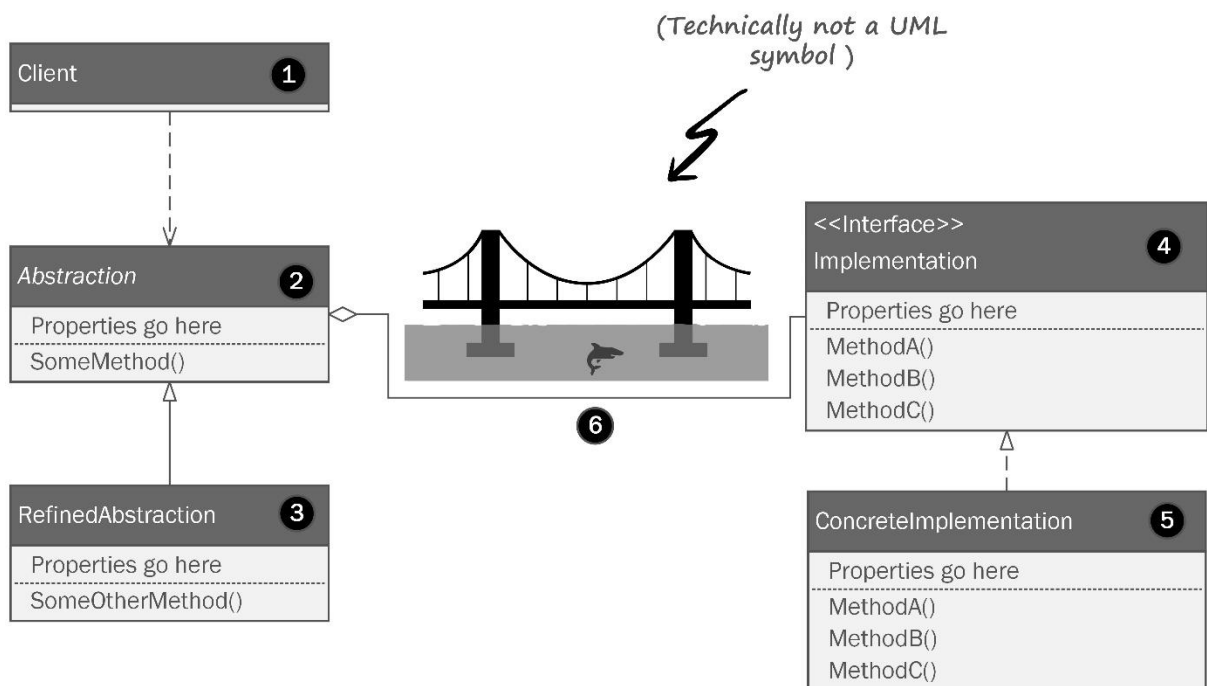 (Technically not a UML
symbol )
Client
1
Abstraction
2
Properties go here
SomeMethod()
RefinedAbstraction
3
Properties go here
SomeOtherMethod()
<<Interface>>
Implementation
4
Properties go here
MethodA()
MethodB()
MethodC()
ConcreteImplementation
5
Properties go here
MethodA()
MethodB()
MethodC()
6